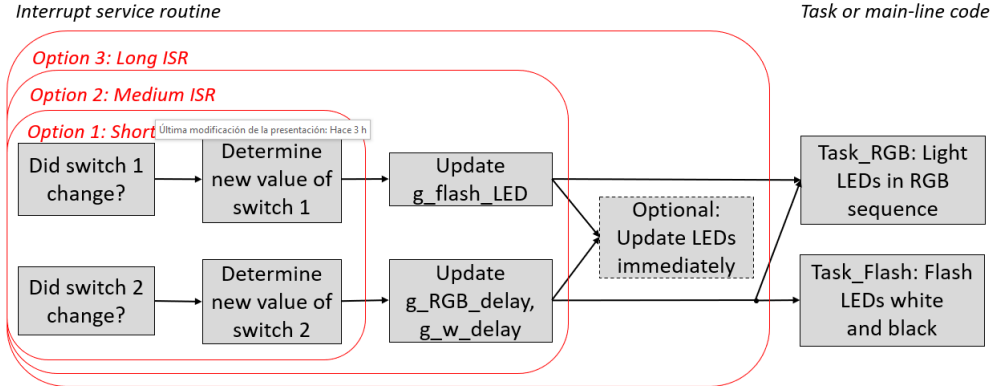 Interrupt service routine
Task or main-line code
Option 3: Long ISR
Option 2: Medium ISR
Option 1: Short
Última modificación de la presentación: Hace 3 h
Did switch 1
change?
Determine
new value of
switch 1
Update
g_flash_LED
Optional:
Update LEDs
immediately
Task_RGB: Light
LEDs in RGB
sequence
Did switch 2
change?
Determine
new value of
switch 2
Update
g_RGB_delay,
g_w_delay
Task_Flash: Flash
LEDs white
and black